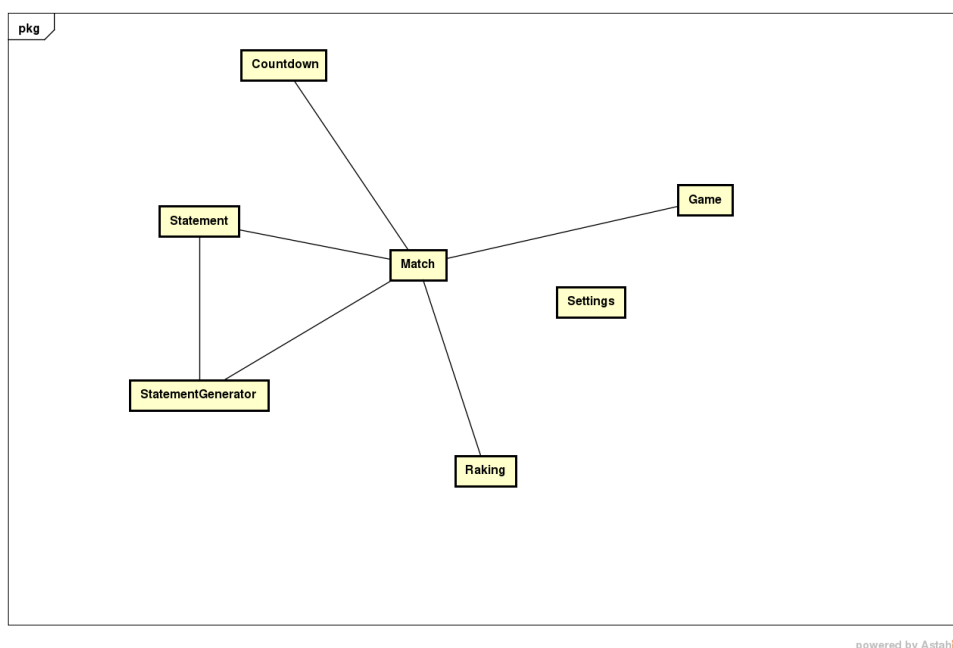 pkg
Countdown
Game
Statement
Match
Settings
StatementGenerator
Raking
powered by Astah